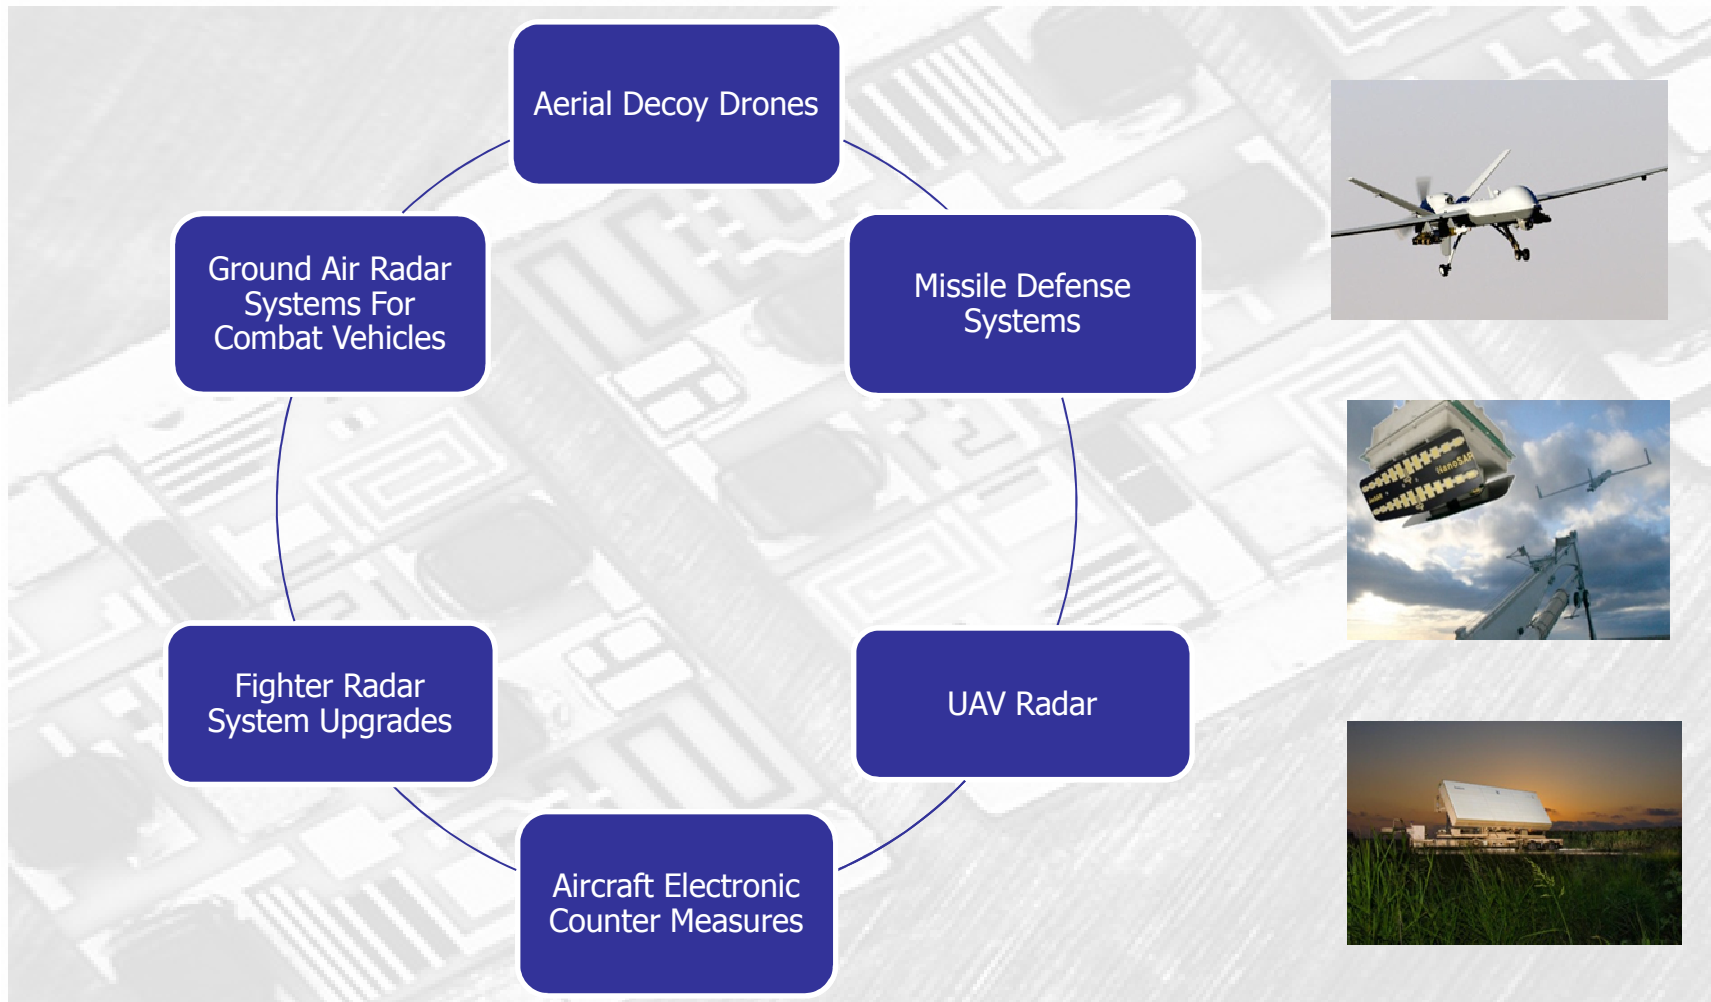 Aerial Decoy Drones
Missile Defense
Systems
UAV Radar
Aircraft Electronic
Counter Measures
Fighter Radar
System Upgrades
Ground Air Radar
Systems For
Combat Vehicles
NanoSAR